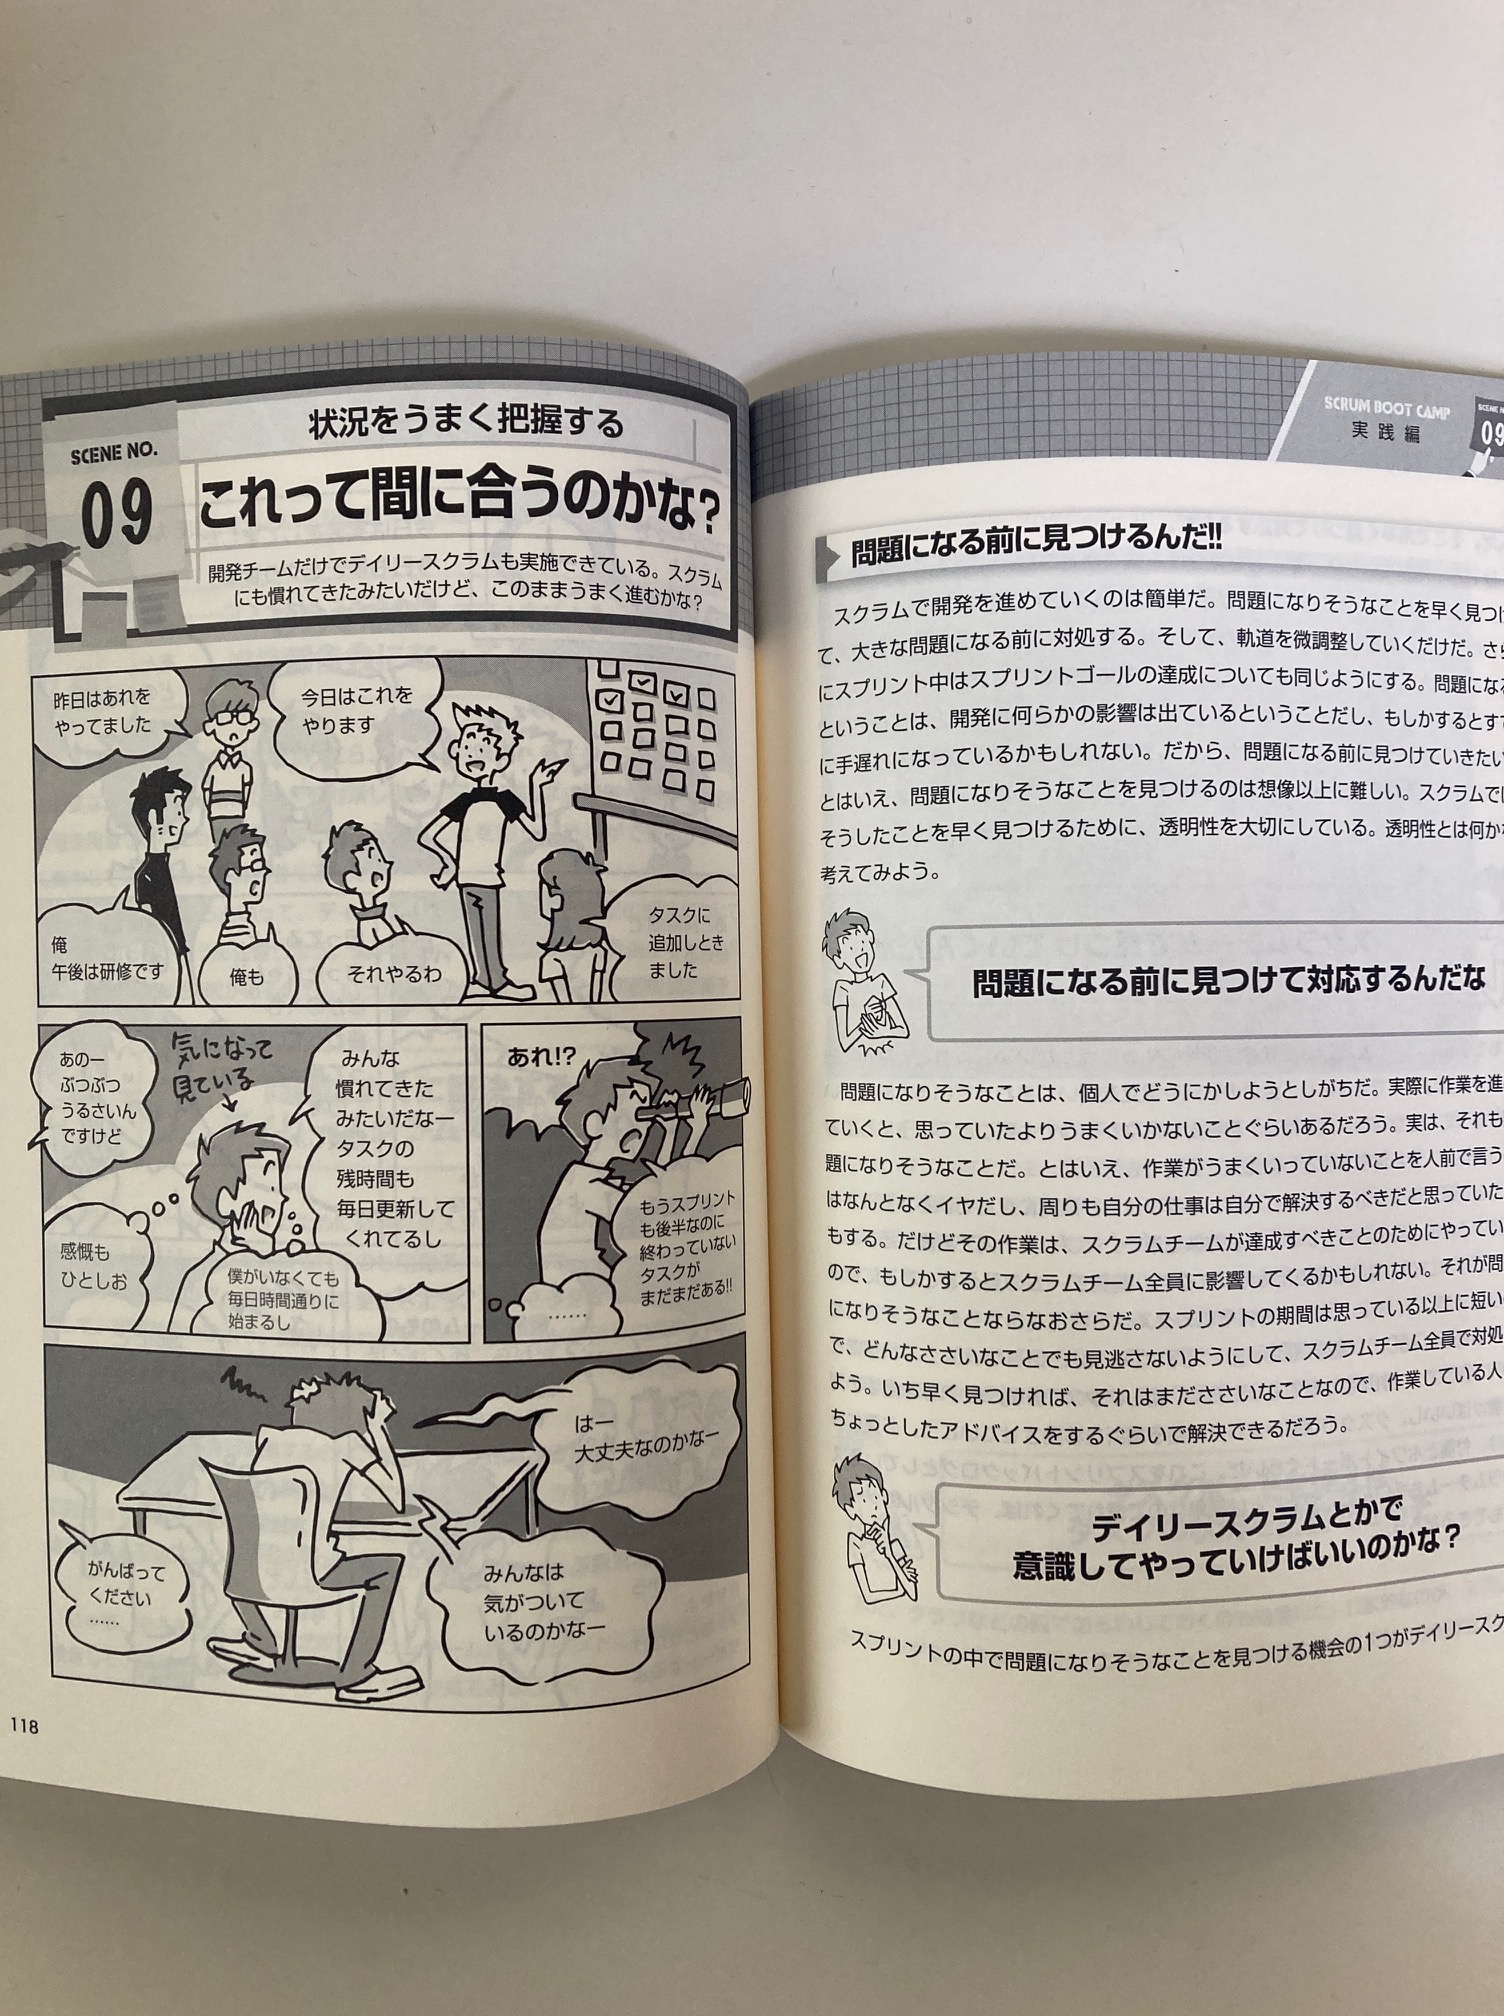 状況をうまく把握する
SCENE NO.
09
これって間に合うのかな?
開発チームだけでデイリースクラムも実施できている。スクラム
にも慣れてきたみたいだけど、このままうまく進むかな?
昨日はあれを
やってました
今日はこれを
やります
俺
午後は研修です
俺も
それやるわ
タスクに
追加しとき
ました
あのー
ぶつぶつ
うるさいん
ですけど
気になって
見ている
みんな
慣れてきた
みたいだなー
タスクの
残時間も
毎日更新して
くれてるし
感慨も
ひとしお
僕がいなくても
毎日時間通りに
始まるし
あれ!?
もうスプリント
も後半なのに
終わっていない
タスクが
まだまだある!!
……
はー
大丈夫なのかなー
がんばって
ください
……
みんなは
気がついて
いるのかなー
118
SCRUM BOOT CAMP
実践編
09
問題になる前に見つけるんだ!!
スクラムで開発を進めていくのは簡単だ。問題になりそうなことを早く見つけ
て、大きな問題になる前に対処する。そして、軌道を微調整していくだけだ。さら
にスプリント中はスプリントゴールの達成についても同じようにする。問題になる
ということは、開発に何らかの影響は出ているということだし、もしかするとすで
に手遅れになっているかもしれない。だから、問題になる前に見つけていきたい
とはいえ、問題になりそうなことを見つけるのは想像以上に難しい。スクラムでは
そうしたことを早く見つけるために、透明性を大切にしている。透明性とは何か
考えてみよう。
問題になる前に見つけて対応するんだな
問題になりそうなことは、個人でどうにかしようとしがちだ。実際に作業を進
ていくと、思っていたよりうまくいかないことぐらいあるだろう。実は、それも
題になりそうなことだ。とはいえ、作業がうまくいっていないことを人前で言う
はなんとなくイヤだし、周りも自分の仕事は自分で解決するべきだと思っていた
もする。だけどその作業は、スクラムチームが達成すべきことのためにやってい
ので、もしかするとスクラムチーム全員に影響してくるかもしれない。それが問
になりそうなことならなおさらだ。スプリントの期間は思っている以上に短い
で、どんなささいなことでも見逃さないようにして、スクラムチーム全員で対処
よう。いち早く見つければ、それはまだささいなことなので、作業している人
ちょっとしたアドバイスをするぐらいで解決できるだろう。
デイリースクラムとかで
意識してやっていけばいいのかな?
スプリントの中で問題になりそうなことを見つける機会の1つがデイリースク